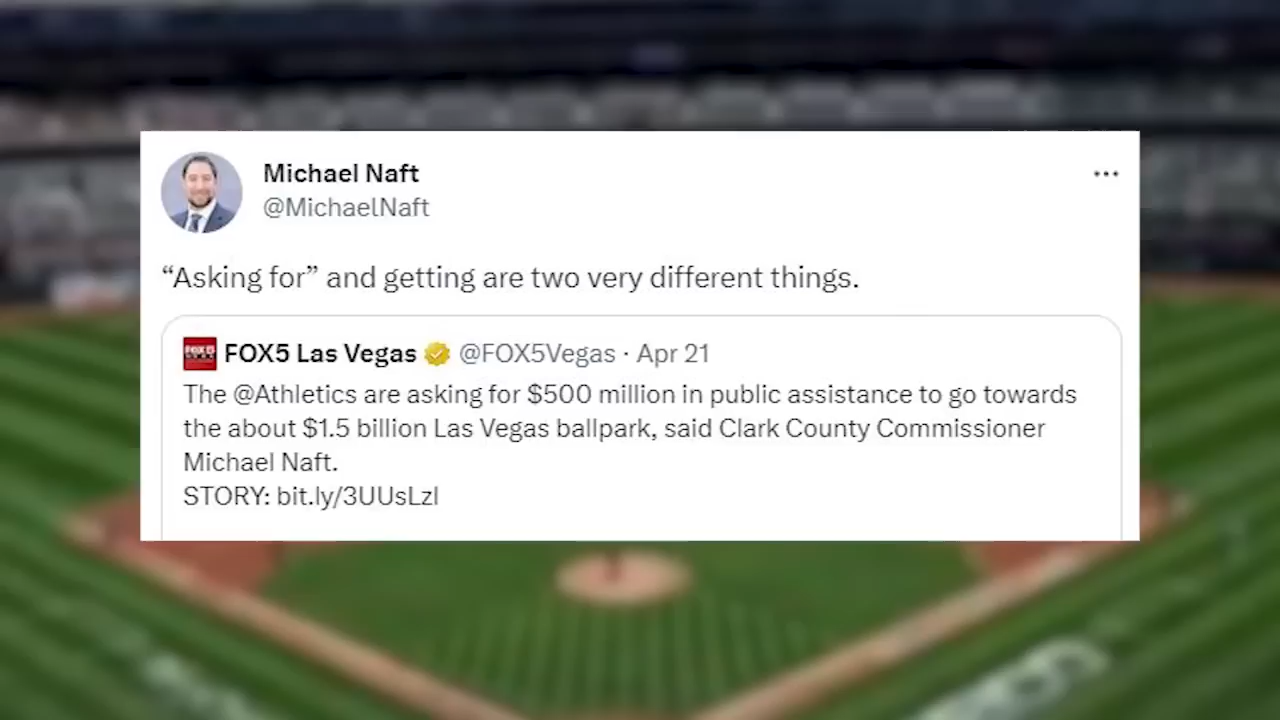 Michael Naft
@MichaelNaft
“Asking for” and getting are two very different things.
FOX5 Las Vegas @FOX5Vegas · Apr 21
The @Athletics are asking for $500 million in public assistance to go towards
the about $1.5 billion Las Vegas ballpark, said Clark County Commissioner
Michael Naft.
STORY: bit.ly/3UUsLzl